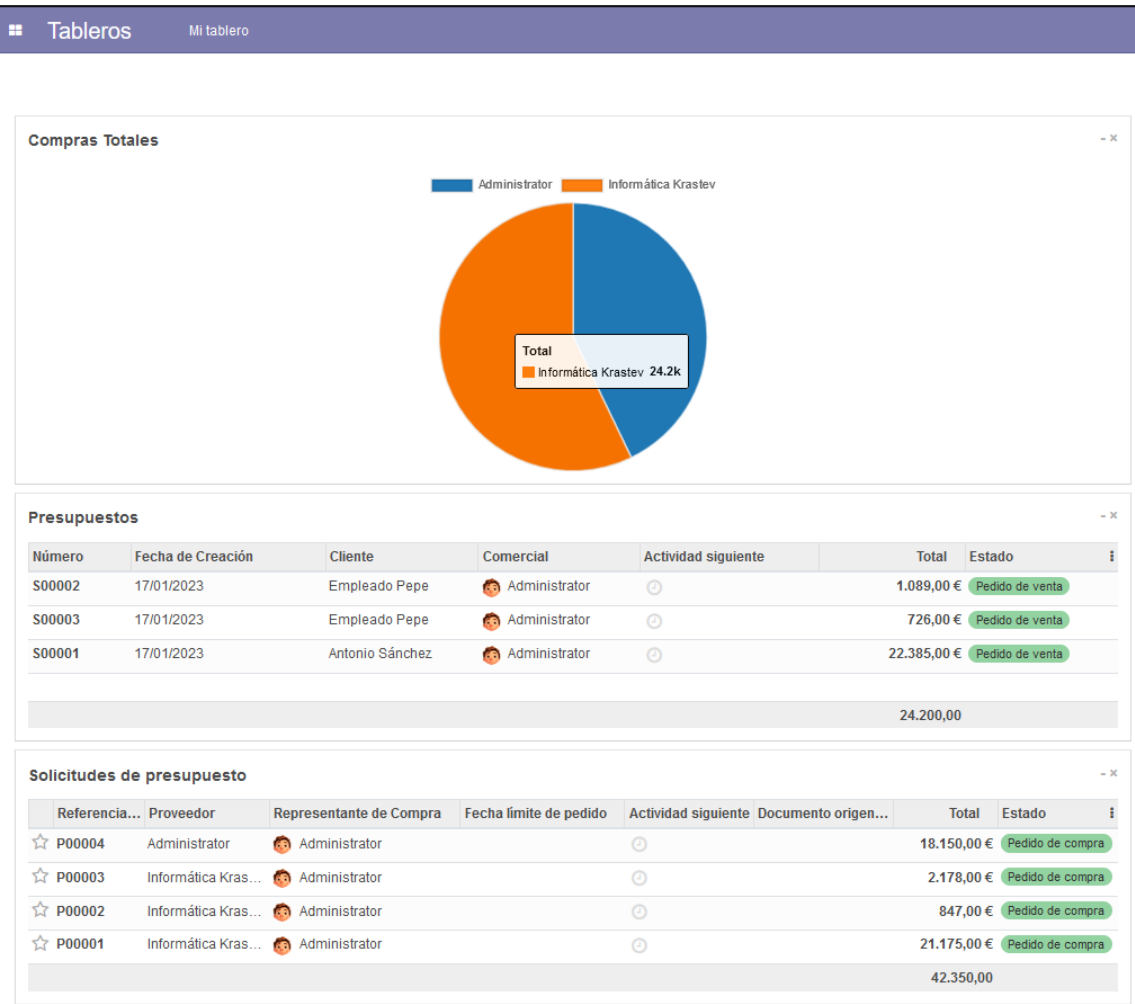 Tableros Mi tablero
Compras Totales
Administrator Informática Krastev
Total
Informática Krastev 24.2k
Presupuestos
Número Fecha de Creación Cliente Comercial Actividad siguiente Total Estado
S00002 17/01/2023 Empleado Pepe Administrator 1.089,00 € Pedido de venta
S00003 17/01/2023 Empleado Pepe Administrator 726,00 € Pedido de venta
S00001 17/01/2023 Antonio Sánchez Administrator 22.385,00 € Pedido de venta
24.200,00
Solicitudes de presupuesto
Referencia... Proveedor Representante de Compra Fecha límite de pedido Actividad siguiente Documento origen... Total Estado
P00004 Administrator Administrator 18.150,00 € Pedido de compra
P00003 Informática Kras... Administrator 2.178,00 € Pedido de compra
P00002 Informática Kras... Administrator 847,00 € Pedido de compra
P00001 Informática Kras... Administrator 21.175,00 € Pedido de compra
42.350,00